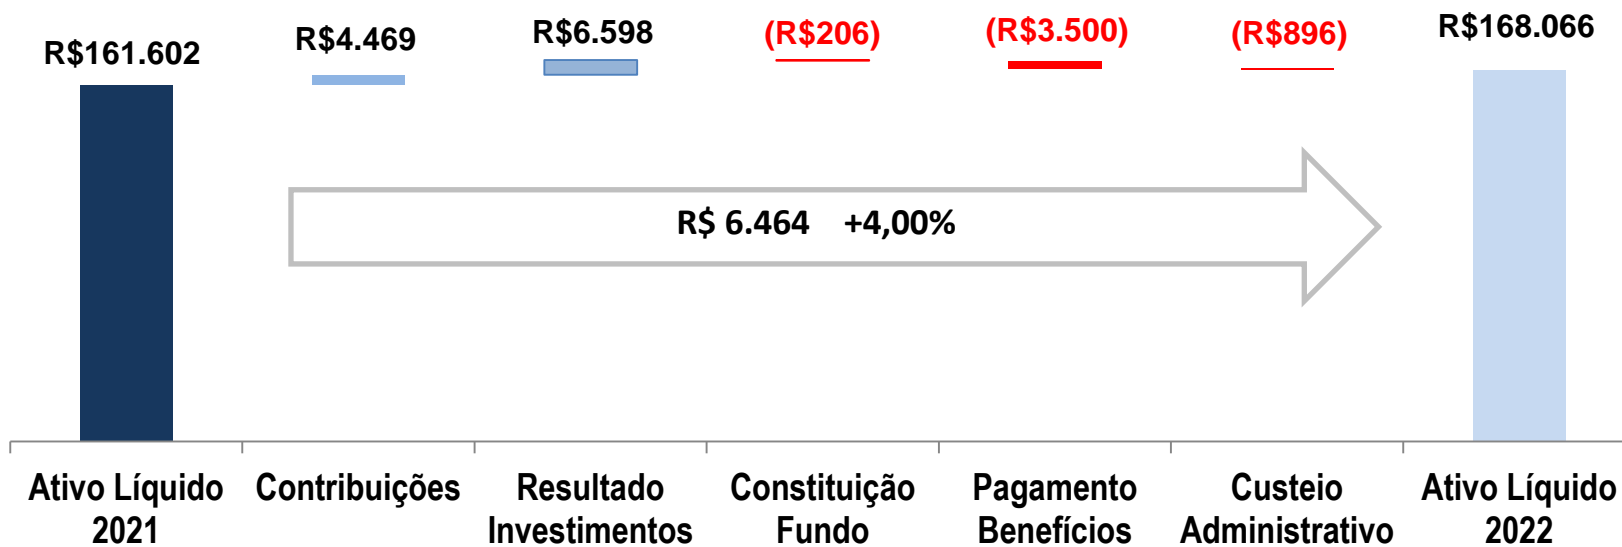 R$161.602
R$4.469
R$6.598
(R$206)
(R$3.500)
(R$896)
R$168.066
R$ 6.464 +4,00%
Ativo Líquido
2021
Contribuições
Resultado
Investimentos
Constituição
Fundo
Pagamento
Benefícios
Custeio
Administrativo
Ativo Líquido
2022